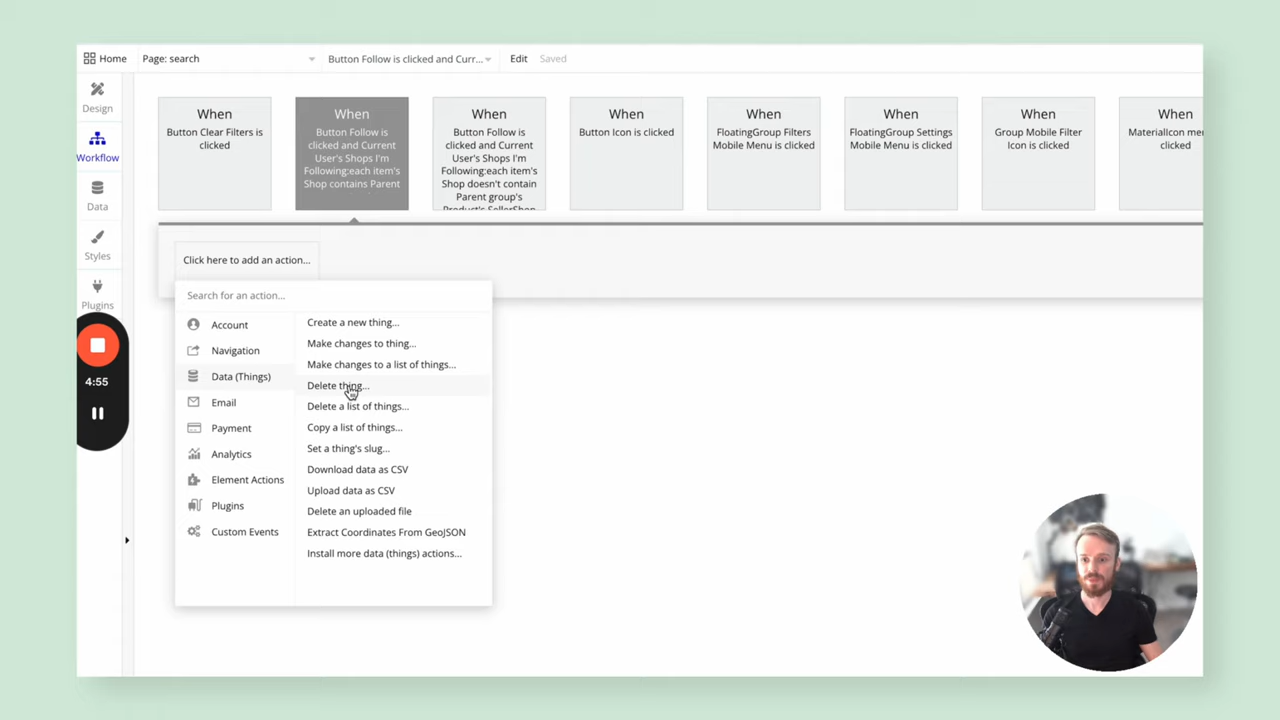 Home
Page: search
Button Follow is clicked and Curr...
Edit
Saved
Design
Workflow
Data
Styles
Plugins
4:55
When
Button Clear Filters is
clicked
When
Button Follow is
clicked and Current
User's Shops I'm
Following:each item's
Shop contains Parent
When
Button Follow is
clicked and Current
User's Shops I'm
Following:each item's
Shop doesn't contain
Parent group's
Product's SellerShop
When
Button Icon is clicked
When
FloatingGroup Filters
Mobile Menu is clicked
When
FloatingGroup Settings
Mobile Menu is clicked
When
Group Mobile Filter
Icon is clicked
When
MaterialIcon men
clicked
Click here to add an action...
Search for an action...
Account
Navigation
Data (Things)
Email
Payment
Analytics
Element Actions
Plugins
Custom Events
Create a new thing...
Make changes to thing...
Make changes to a list of things...
Delete thing...
Delete a list of things...
Copy a list of things...
Set a thing's slug...
Download data as CSV
Upload data as CSV
Delete an uploaded file
Extract Coordinates From GeoJSON
Install more data (things) actions...